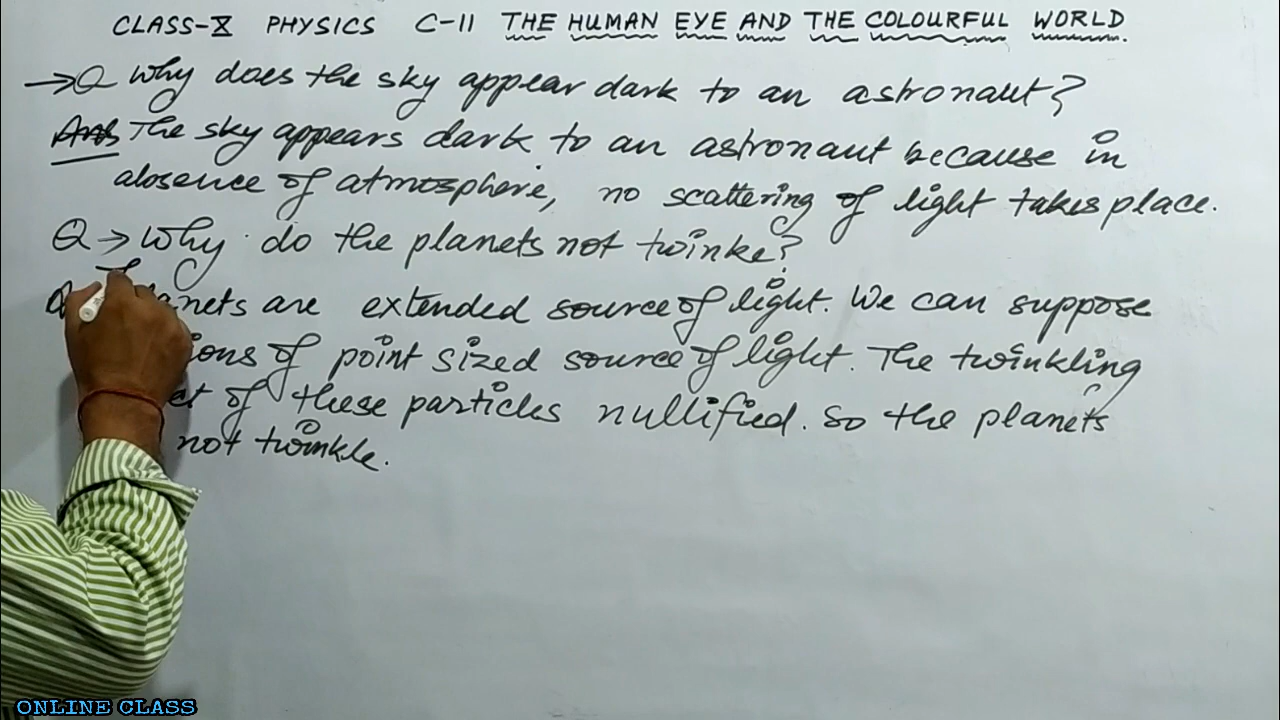 CLASS-X PHYSICS C-11 THE HUMAN EYE AND THE COLOURFUL WORLD
→Q Why does the sky appear dark to an astronaut?
Ans The sky appears dark to an astronaut because in
absence of atmosphere, no scattering of light takes place.
Q → Why do the planets not twinke?
are extended source of light. We can suppose
of point sized source of light. The twinkling
of these particles nullified. So the planets
not twinkle.
ONLINE CLASS